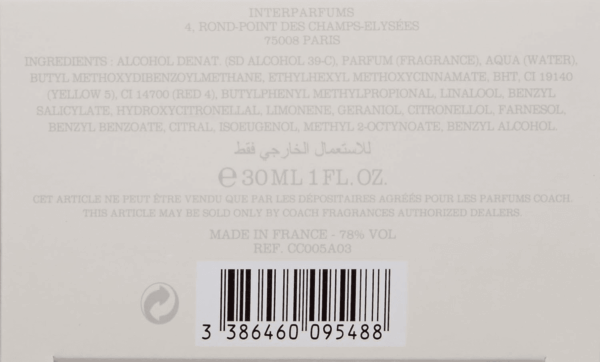 INTERPARFUMS
4, ROND-POINT DES CHAMPS-ELYSÉES
75008 PARIS
INGREDIENTS : ALCOHOL DENAT. (SD ALCOHOL 39-C), PARFUM (FRAGRANCE), AQUA (WATER),
BUTYL METHOXYDIBENZOYLMETHANE, ETHYLHEXYL METHOXYCINNAMATE, BHT, CI 19140
(YELLOW 5), CI 14700 (RED 4), BUTYLPHENYL METHYLPROPIONAL, LINALOOL, BENZYL
SALICYLATE, HYDROXYCITRONELLAL, LIMONENE, GERANIOL, CITRONELLOL, FARNESOL,
BENZYL BENZOATE, CITRAL, ISOEUGENOL, METHYL 2-OCTYNOATE, BENZYL ALCOHOL.
للاستعمال الخارجي فقط
℮ 30 ML 1 FL. OZ.
CET ARTICLE NE PEUT ÊTRE VENDU QUE PAR LES DÉPOSITAIRES AGRÉÉS POUR LES PARFUMS COACH.
THIS ARTICLE MAY BE SOLD ONLY BY COACH FRAGRANCES AUTHORIZED DEALERS.
MADE IN FRANCE - 78% VOL
REF. CC005A03
3 386460 095488